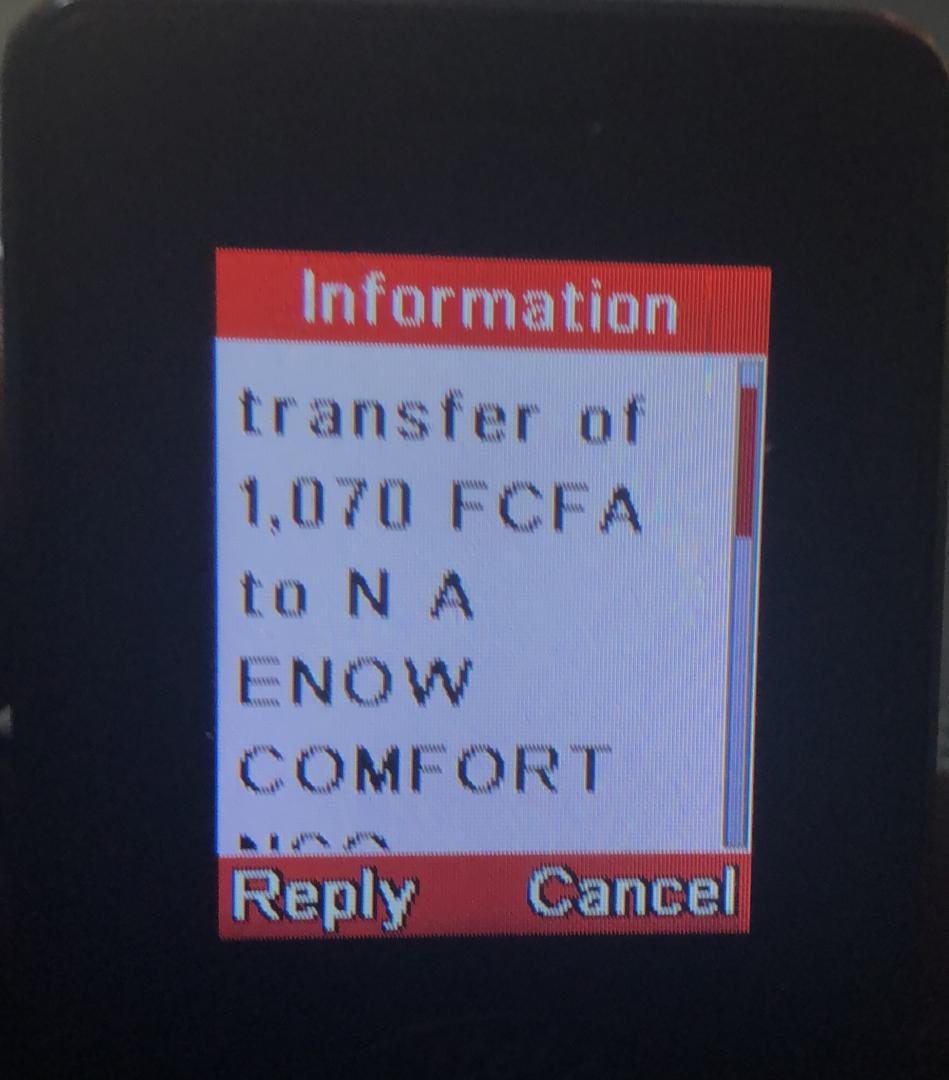 Information
transfer of
1,070 FCFA
to N A
ENOW
COMFORT
Reply Cancel